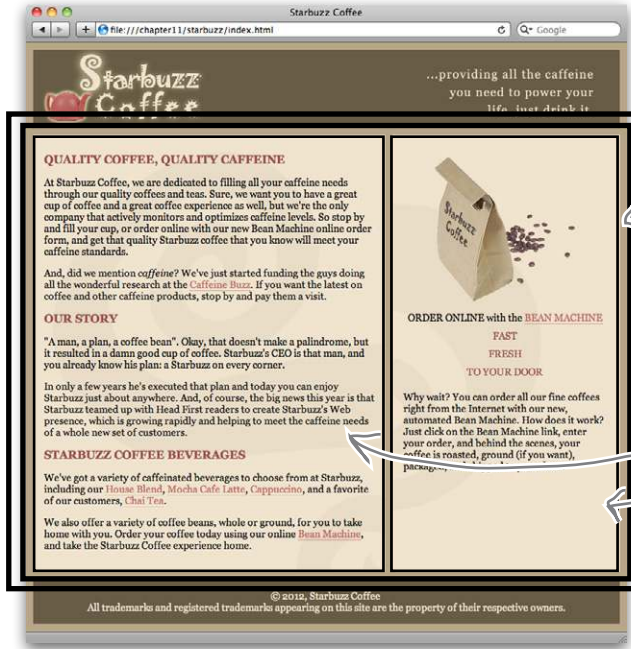 Starbuzz Coffee
file:///chapter11/starbuzz/index.html
Google
Starbuzz
Coffee
...providing all the caffeine
you need to power your
life, just drink it.
QUALITY COFFEE, QUALITY CAFFEINE
At Starbuzz Coffee, we are dedicated to filling all your caffeine needs
through our quality coffees and teas. Sure, we want you to have a great
cup of coffee and a great coffee experience as well, but we're the only
company that actively monitors and optimizes caffeine levels. So stop by
and fill your cup, or order online with our new Bean Machine online order
form, and get that quality Starbuzz coffee that you know will meet your
caffeine standards.
And, did we mention caffeine? We've just started funding the guys doing
all the wonderful research at the Caffeine Buzz. If you want the latest on
coffee and other caffeine products, stop by and pay them a visit.
OUR STORY
"A man, a plan, a coffee bean". Okay, that doesn't make a palindrome, but
it resulted in a damn good cup of coffee. Starbuzz's CEO is that man, and
you already know his plan: a Starbuzz on every corner.
In only a few years he's executed that plan and today you can enjoy
Starbuzz just about anywhere. And, of course, the big news this year is that
Starbuzz teamed up with Head First readers to create Starbuzz's Web
presence, which is growing rapidly and helping to meet the caffeine needs
of a whole new set of customers.
STARBUZZ COFFEE BEVERAGES
We've got a variety of caffeinated beverages to choose from at Starbuzz,
including our House Blend, Mocha Cafe Latte, Cappuccino, and a favorite
of our customers, Chai Tea.
We also offer a variety of coffee beans, whole or ground, for you to take
home with you. Order your coffee today using our online Bean Machine,
and take the Starbuzz Coffee experience home.
Starbuzz
Coffee
ORDER ONLINE with the BEAN MACHINE
FAST
FRESH
TO YOUR DOOR
Why wait? You can order all our fine coffees
right from the Internet with our new,
automated Bean Machine. How does it work?
Just click on the Bean Machine link, enter
your order, and behind the scenes, your
coffee is roasted, ground (if you want),
packaged,
© 2012, Starbuzz Coffee
All trademarks and registered trademarks appearing on this site are the property of their respective owners.